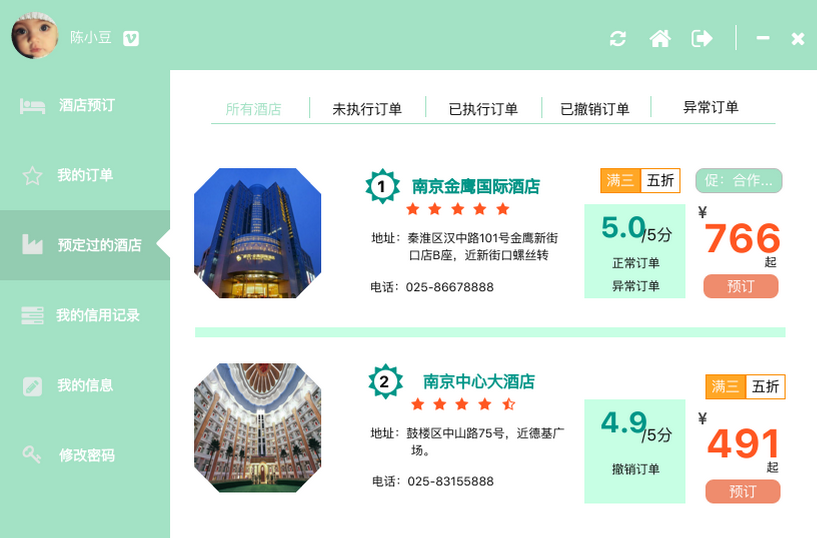 陈小豆
酒店预订
我的订单
预定过的酒店
我的信用记录
我的信息
修改密码
所有酒店
未执行订单
已执行订单
已撤销订单
异常订单
1
南京金鹰国际酒店
地址：秦淮区汉中路101号金鹰新街
口店B座，近新街口螺丝转
电话：025-86678888
满三 五折
促：合作...
5.0/5分
正常订单
异常订单
¥
766
起
预订
2
南京中心大酒店
地址：鼓楼区中山路75号，近德基广
场。
电话：025-83155888
满三 五折
4.9/5分
撤销订单
¥
491
起
预订